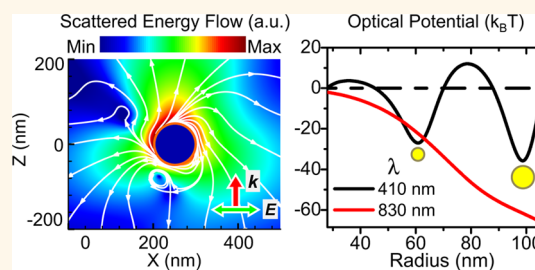 Scattered Energy Flow (a.u.)
Min Max
200
0
-200
Z (nm)
0 200 400
X (nm)
k
E
Optical Potential (kBT)
20
0
-20
-40
-60
λ
410 nm
830 nm
40 60 80 100
Radius (nm)